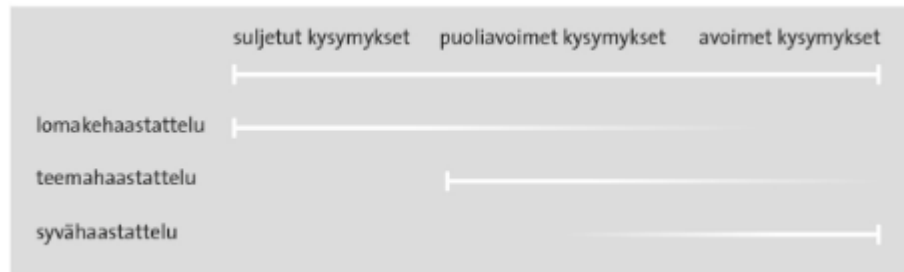 suljetut kysymykset puoliavoimet kysymykset avoimet kysymykset
lomakehaastattelu
teemahaastattelu
syvähaastattelu